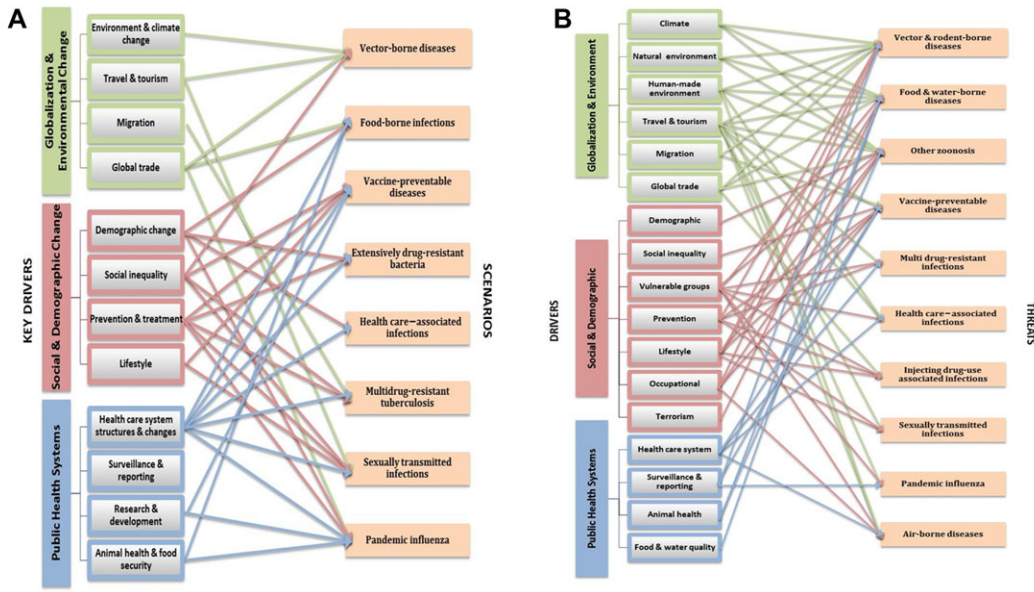 A
KEY DRIVERS
Globalization &
Environmental Change
Environment & climate
change
Travel & tourism
Migration
Global trade
Social & Demographic Change
Demographic change
Social inequality
Prevention & treatment
Lifestyle
Public Health Systems
Health care system
structures & changes
Surveillance &
reporting
Research &
development
Animal health & food
security
Vector-borne diseases
Food-borne infections
Vaccine-preventable
diseases
Extensively drug-resistant
bacteria
Health care–associated
infections
Multidrug-resistant
tuberculosis
Sexually transmitted
infections
Pandemic influenza
SCENARIOS
B
DRIVERS
Globalization & Environment
Climate
Natural environment
Human-made
environment
Travel & tourism
Migration
Global trade
Social & Demographic
Demographic
Social inequality
Vulnerable groups
Prevention
Lifestyle
Occupational
Terrorism
Public Health Systems
Health care system
Surveillance &
reporting
Animal health
Food & water quality
Vector & rodent-borne
diseases
Food & water-borne
diseases
Other zoonosis
Vaccine-preventable
diseases
Multi drug-resistant
infections
Health care–associated
infections
Injecting drug-use
associated infections
Sexually transmitted
infections
Pandemic influenza
Air-borne diseases
THREATS